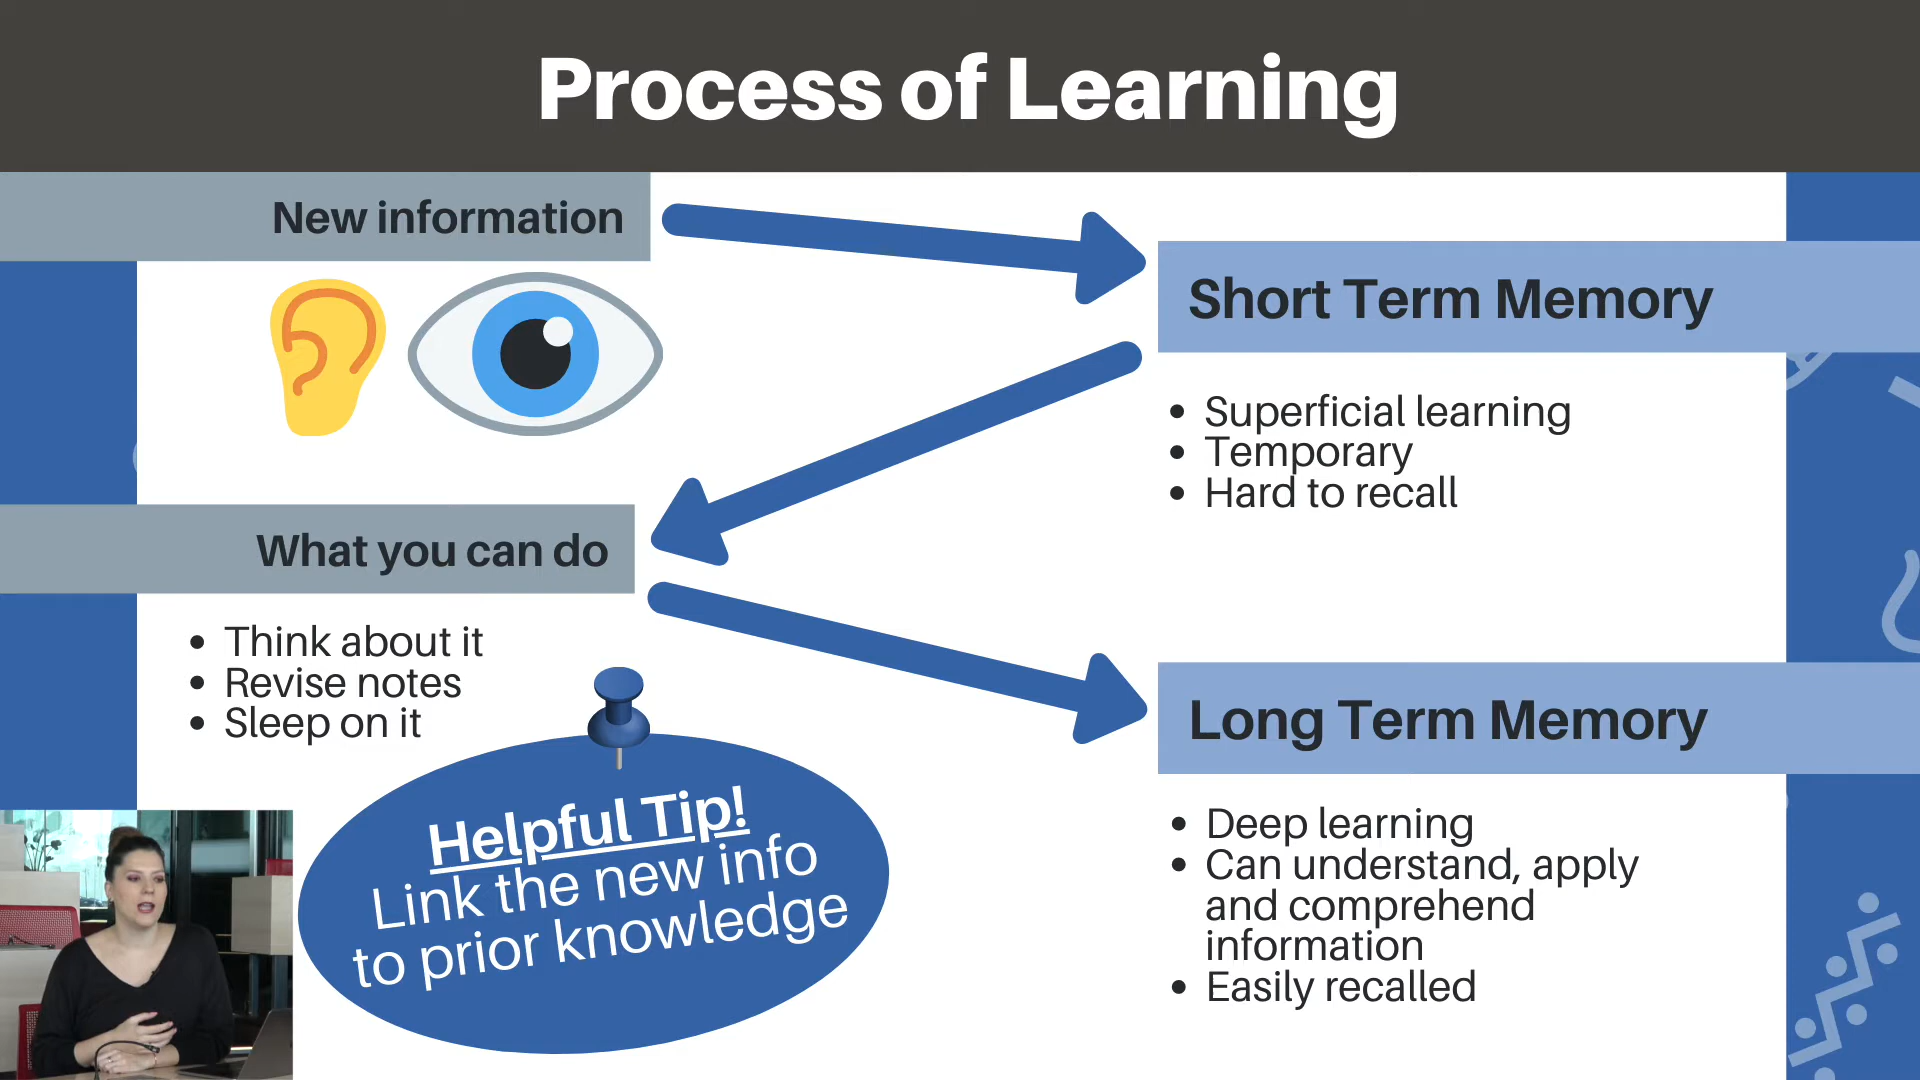 Process of Learning
New information
Short Term Memory
• Superficial learning
• Temporary
• Hard to recall
What you can do
• Think about it
• Revise notes
• Sleep on it
Helpful Tip!
Link the new info
to prior knowledge
Long Term Memory
• Deep learning
• Can understand, apply
and comprehend
information
• Easily recalled